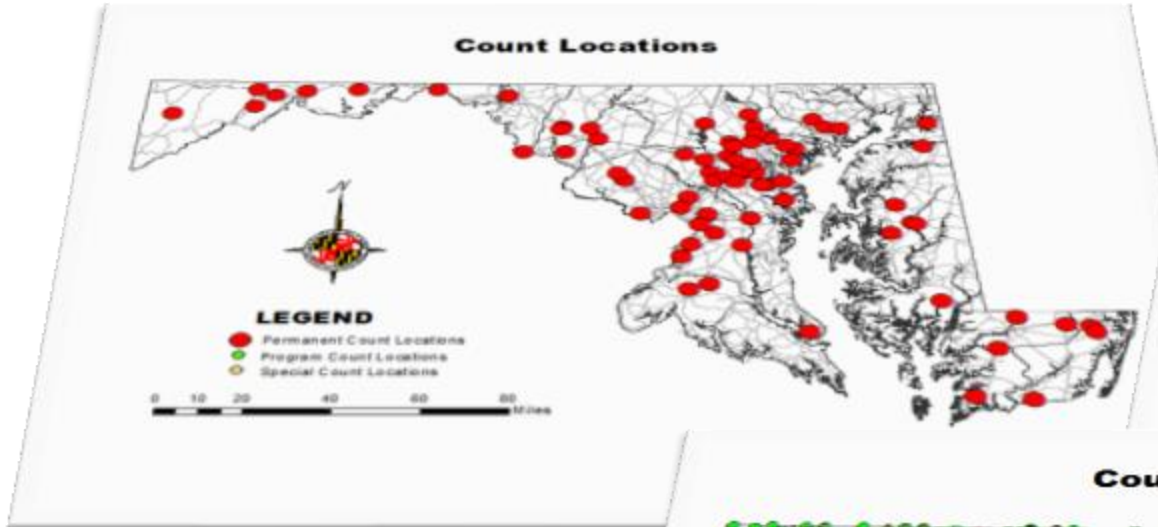 Count Locations
N
LEGEND
Permanent Count Locations
Program Count Locations
Special Count Locations
0 10 20 40 60 80
Miles
Cou